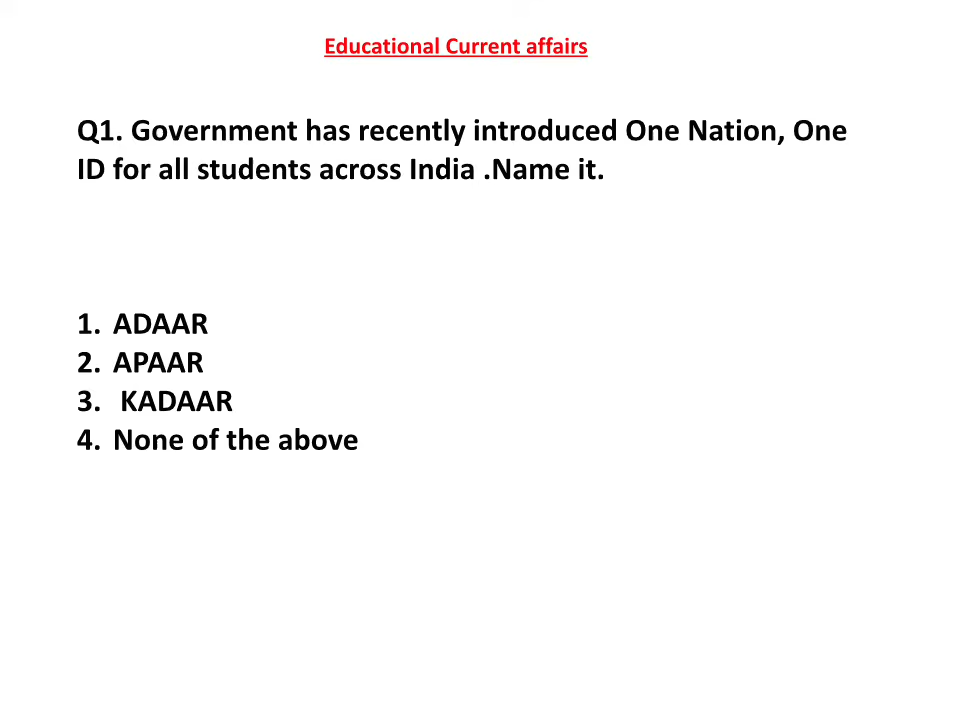 Educational Current affairs
Q1. Government has recently introduced One Nation, One
ID for all students across India .Name it.
1. ADAAR
2. APAAR
3. KADAAR
4. None of the above